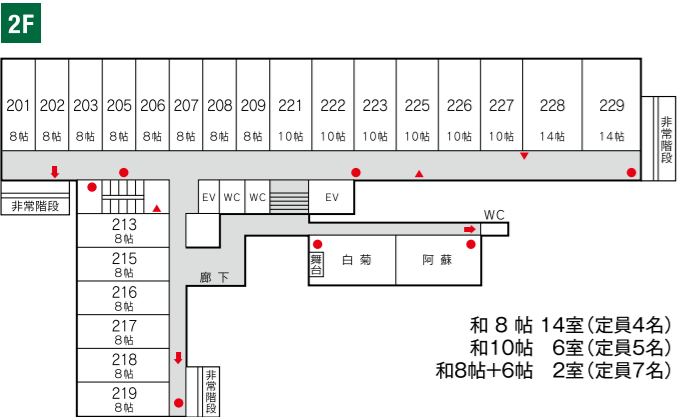 2F
201 202 203 205 206 207 208 209 221 222 223 225 226 227 228 229
8帖 8帖 8帖 8帖 8帖 8帖 8帖 8帖 10帖 10帖 10帖 10帖 10帖 10帖 14帖 14帖
非常階段
非常階段
EV WC WC EV
WC
213
8帖
215
8帖
216
8帖
217
8帖
218
8帖
219
8帖
廊下
舞台
白菊
阿蘇
非常階段
和 8 帖 14室(定員4名)
和10帖 6室(定員5名)
和8帖+6帖 2室(定員7名)